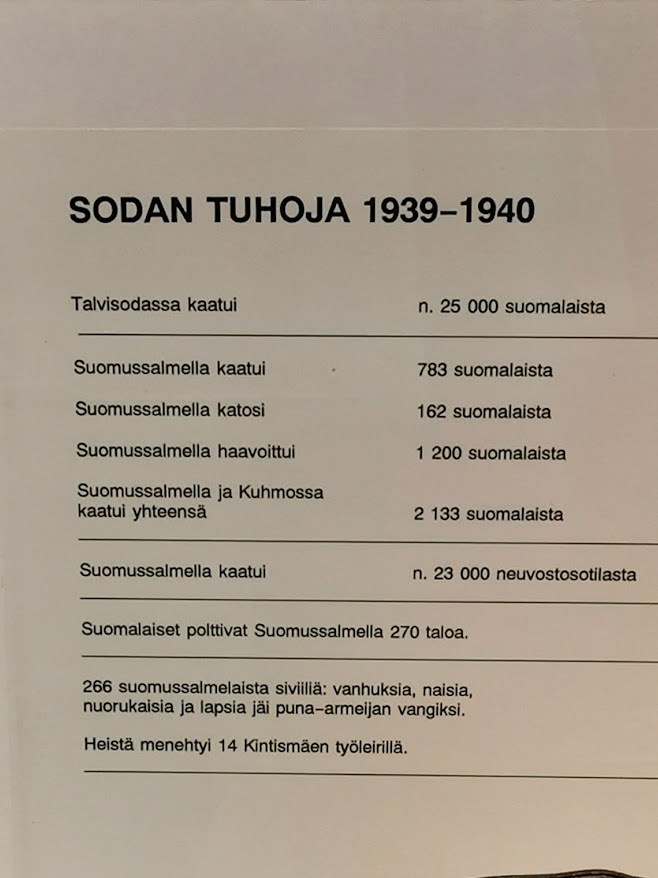 SODAN TUHOJA 1939–1940
Talvisodassa kaatui n. 25 000 suomalaista
Suomussalmella kaatui 783 suomalaista
Suomussalmella katosi 162 suomalaista
Suomussalmella haavoittui 1 200 suomalaista
Suomussalmella ja Kuhmossa
kaatui yhteensä 2 133 suomalaista
Suomussalmella kaatui n. 23 000 neuvostosotilasta
Suomalaiset polttivat Suomussalmella 270 taloa.
266 suomussalmelaista siviiliä: vanhuksia, naisia,
nuorukaisia ja lapsia jäi puna–armeijan vangiksi.
Heistä menehtyi 14 Kintismäen työleirillä.